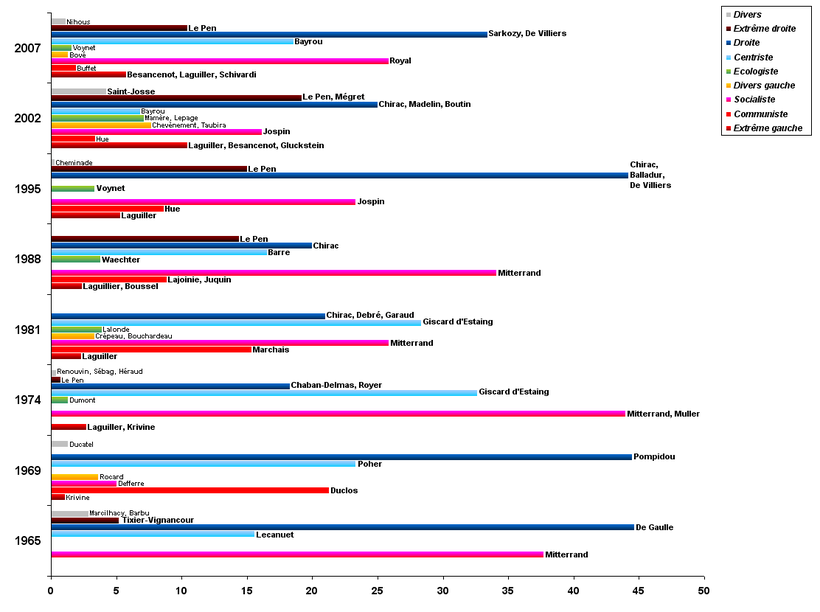 2007
Nihous
Le Pen
Sarkozy, De Villiers
Bayrou
Voynet
Bové
Royal
Buffet
Besancenot, Laguiller, Schivardi
2002
Saint-Josse
Le Pen, Mégret
Chirac, Madelin, Boutin
Bayrou
Mamère, Lepage
Chevènement, Taubira
Jospin
Hue
Laguiller, Besancenot, Gluckstein
1995
Cheminade
Le Pen
Chirac,
Balladur,
De Villiers
Voynet
Jospin
Hue
Laguiller
1988
Le Pen
Chirac
Barre
Waechter
Mitterrand
Lajoinie, Juquin
Laguillier, Boussel
1981
Chirac, Debré, Garaud
Giscard d'Estaing
Lalonde
Crépeau, Bouchardeau
Mitterrand
Marchais
Laguiller
1974
Renouvin, Sébag, Héraud
Le Pen
Chaban-Delmas, Royer
Giscard d'Estaing
Dumont
Mitterrand, Muller
Laguiller, Krivine
1969
Ducatel
Pompidou
Poher
Rocard
Defferre
Duclos
Krivine
1965
Marcilhacy, Barbu
Tixier-Vignancour
De Gaulle
Lecanuet
Mitterrand
0 5 10 15 20 25 30 35 40 45 50
Divers
Extrême droite
Droite
Centriste
Ecologiste
Divers gauche
Socialiste
Communiste
Extrême gauche